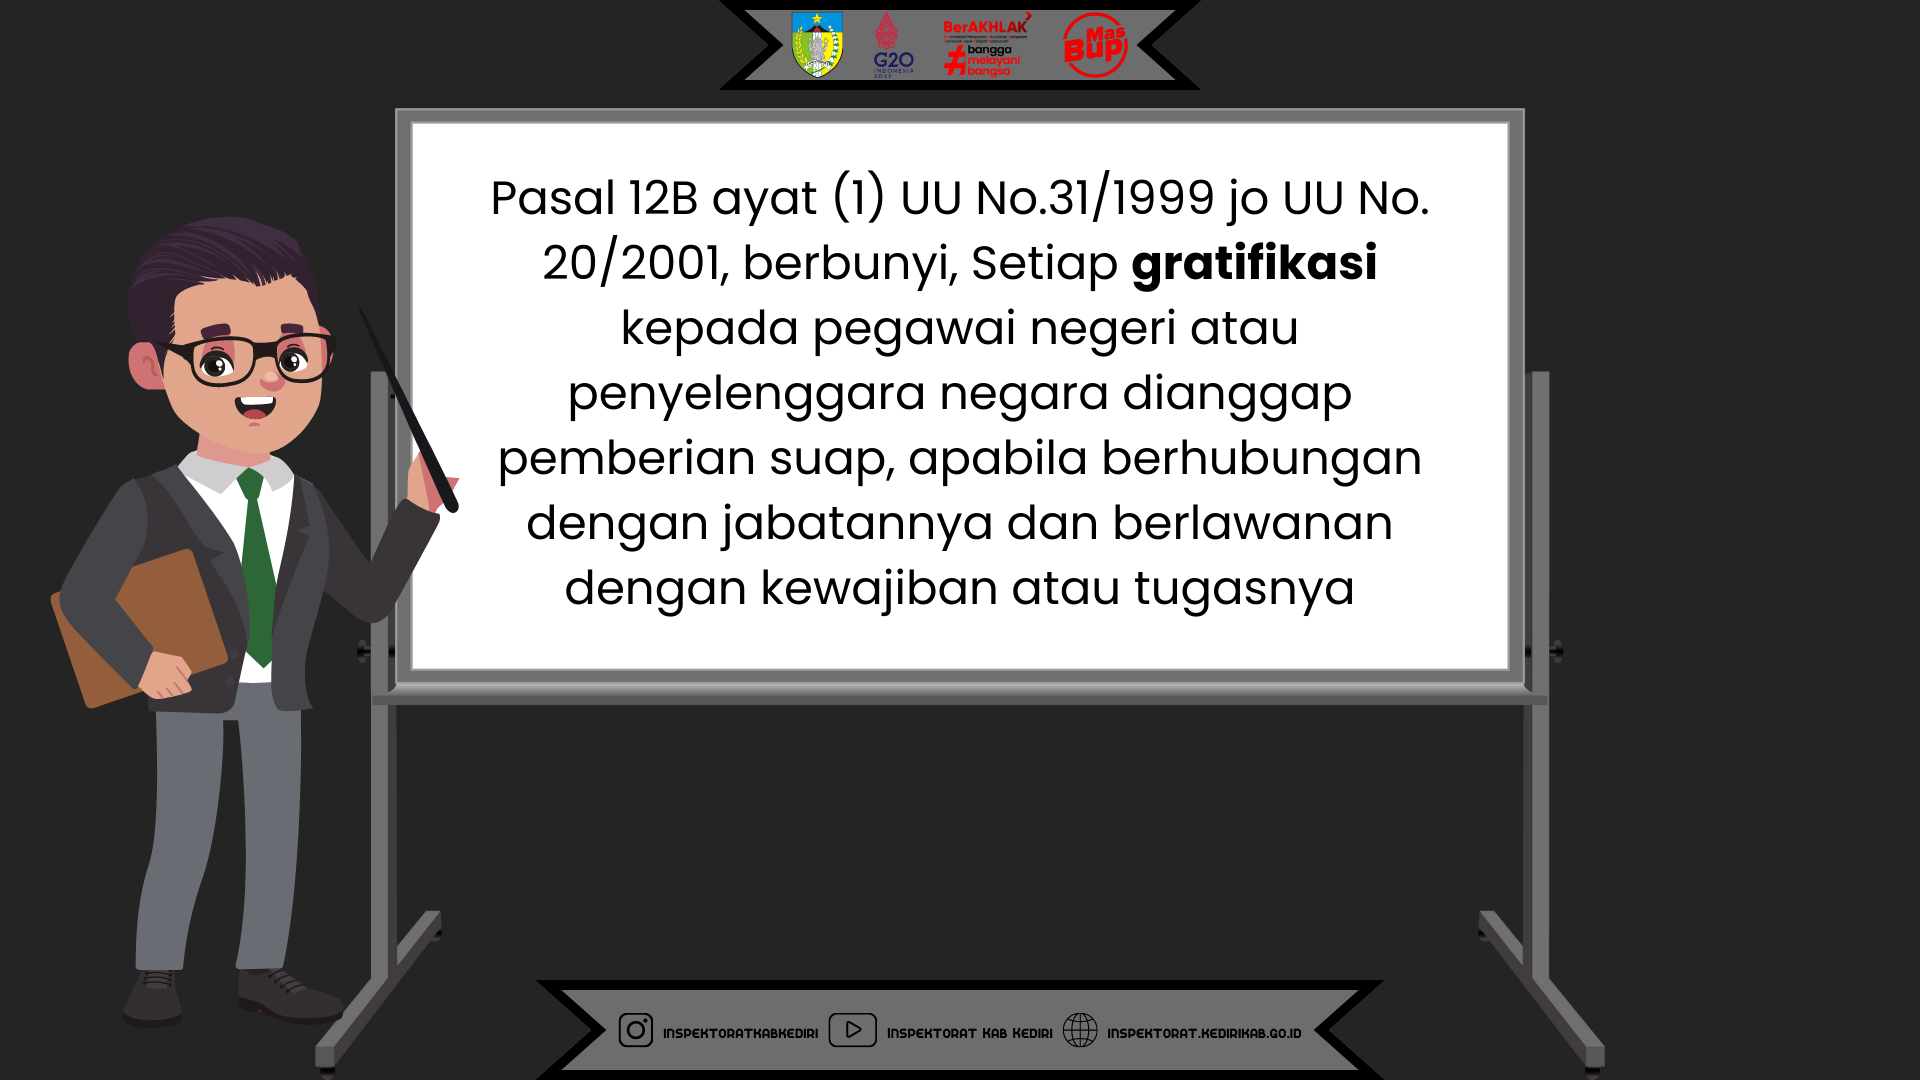 G20
INDONESIA
2022
BerAKHLAK
#bangga
melayani
bangsa
Mas
Bup
Pasal 12B ayat (1) UU No.31/1999 jo UU No.
20/2001, berbunyi, Setiap gratifikasi
kepada pegawai negeri atau
penyelenggara negara dianggap
pemberian suap, apabila berhubungan
dengan jabatannya dan berlawanan
dengan kewajiban atau tugasnya
INSPEKTORATKABKEDIRI
INSPEKTORAT KAB KEDIRI
INSPEKTORAT.KEDIRIKAB.GO.ID